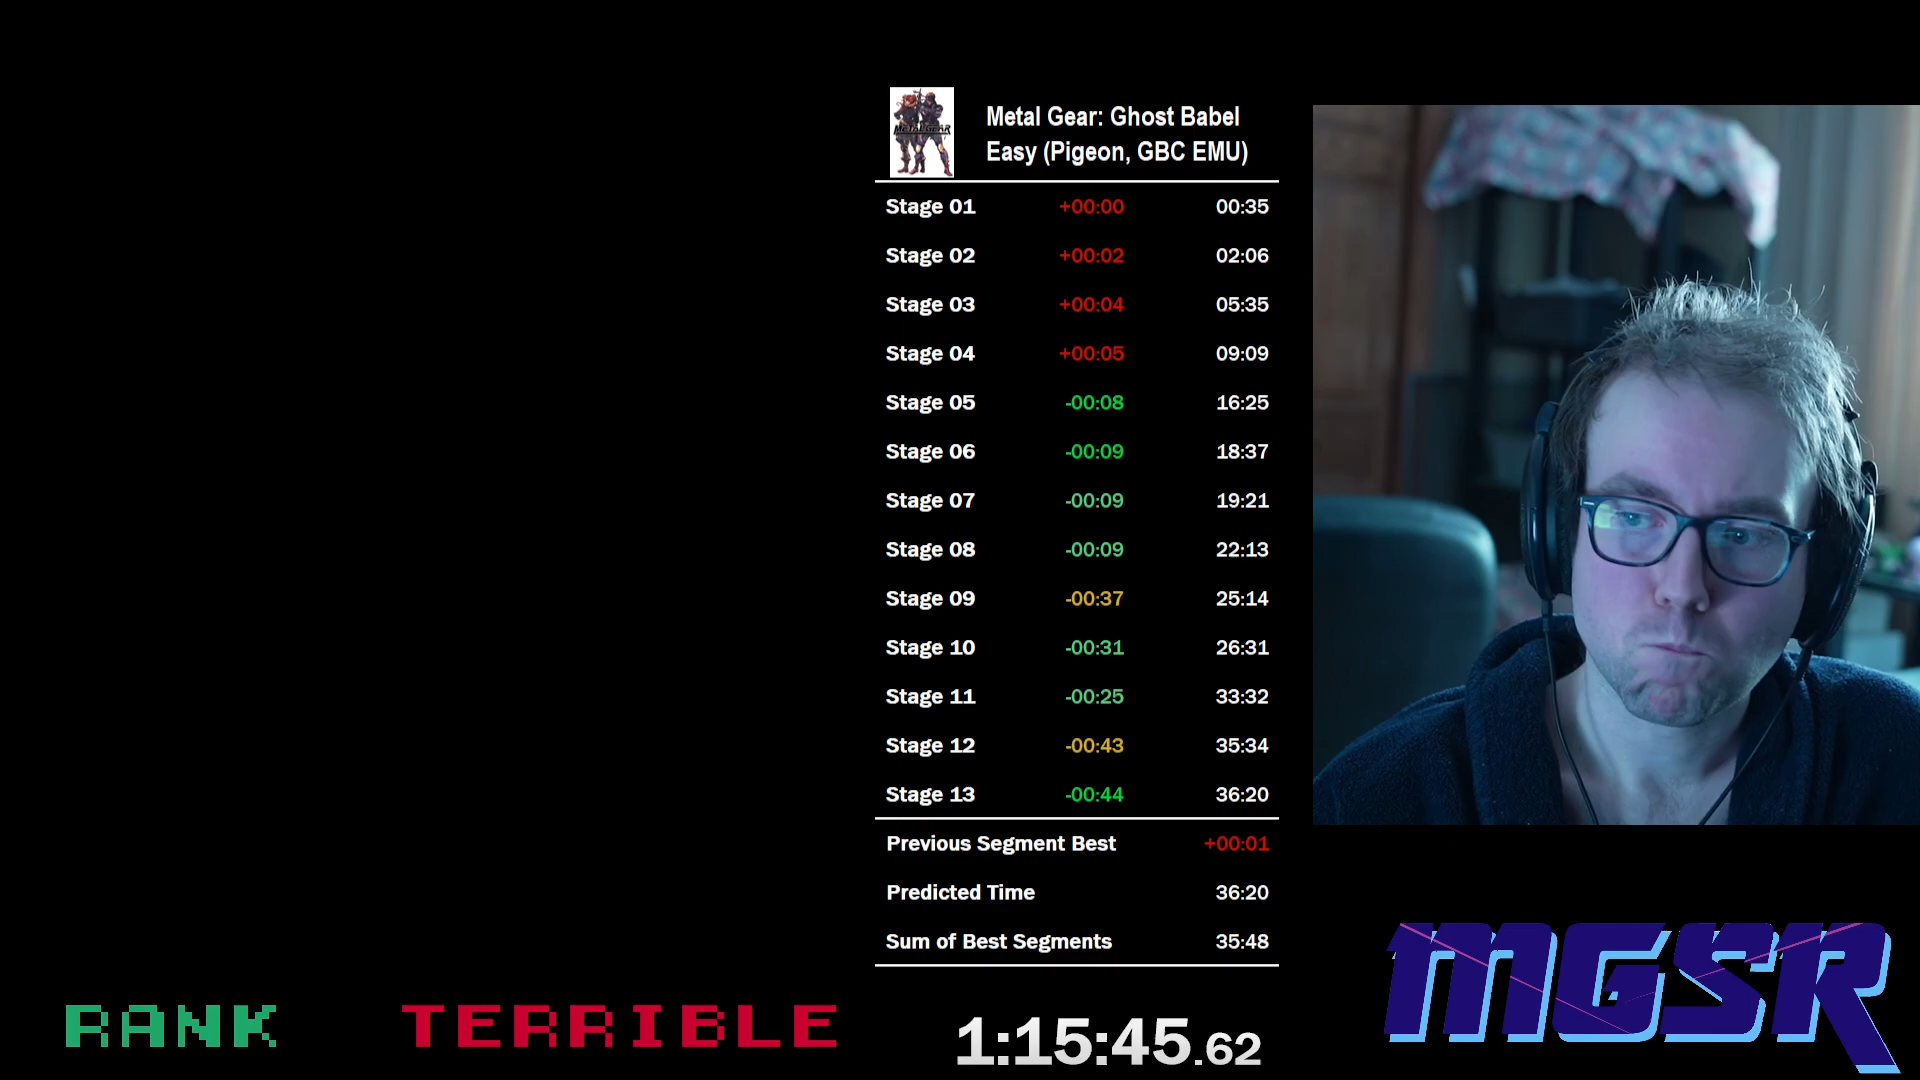 Metal Gear: Ghost Babel
Easy (Pigeon, GBC EMU)
METAL GEAR
Stage 01 +00:00 00:35
Stage 02 +00:02 02:06
Stage 03 +00:04 05:35
Stage 04 +00:05 09:09
Stage 05 -00:08 16:25
Stage 06 -00:09 18:37
Stage 07 -00:09 19:21
Stage 08 -00:09 22:13
Stage 09 -00:37 25:14
Stage 10 -00:31 26:31
Stage 11 -00:25 33:32
Stage 12 -00:43 35:34
Stage 13 -00:44 36:20
Previous Segment Best +00:01
Predicted Time 36:20
Sum of Best Segments 35:48
RANK TERRIBLE
1:15:45.62
MGSR